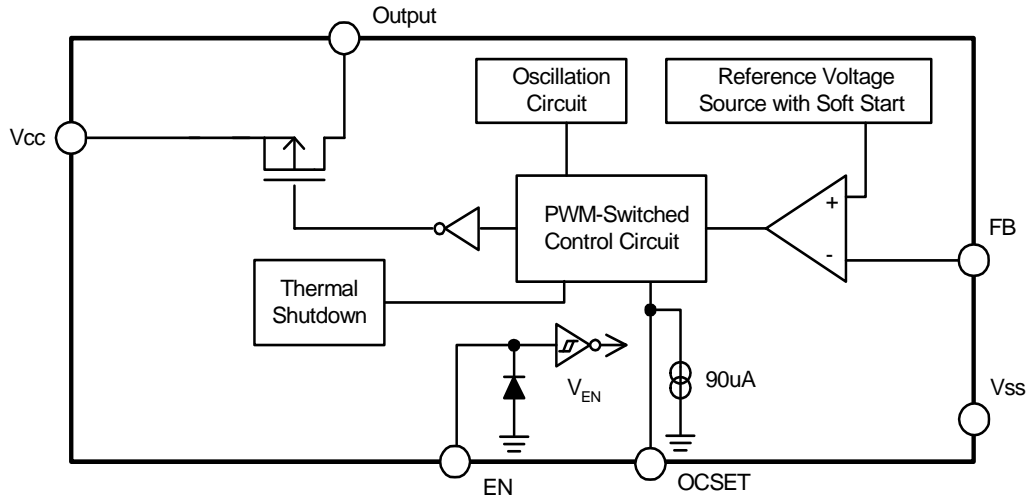 Output
Oscillation
Circuit
Reference Voltage
Source with Soft Start
Vcc
+
PWM-Switched
Control Circuit
-
FB
Thermal
Shutdown
VEN
90uA
Vss
EN
OCSET